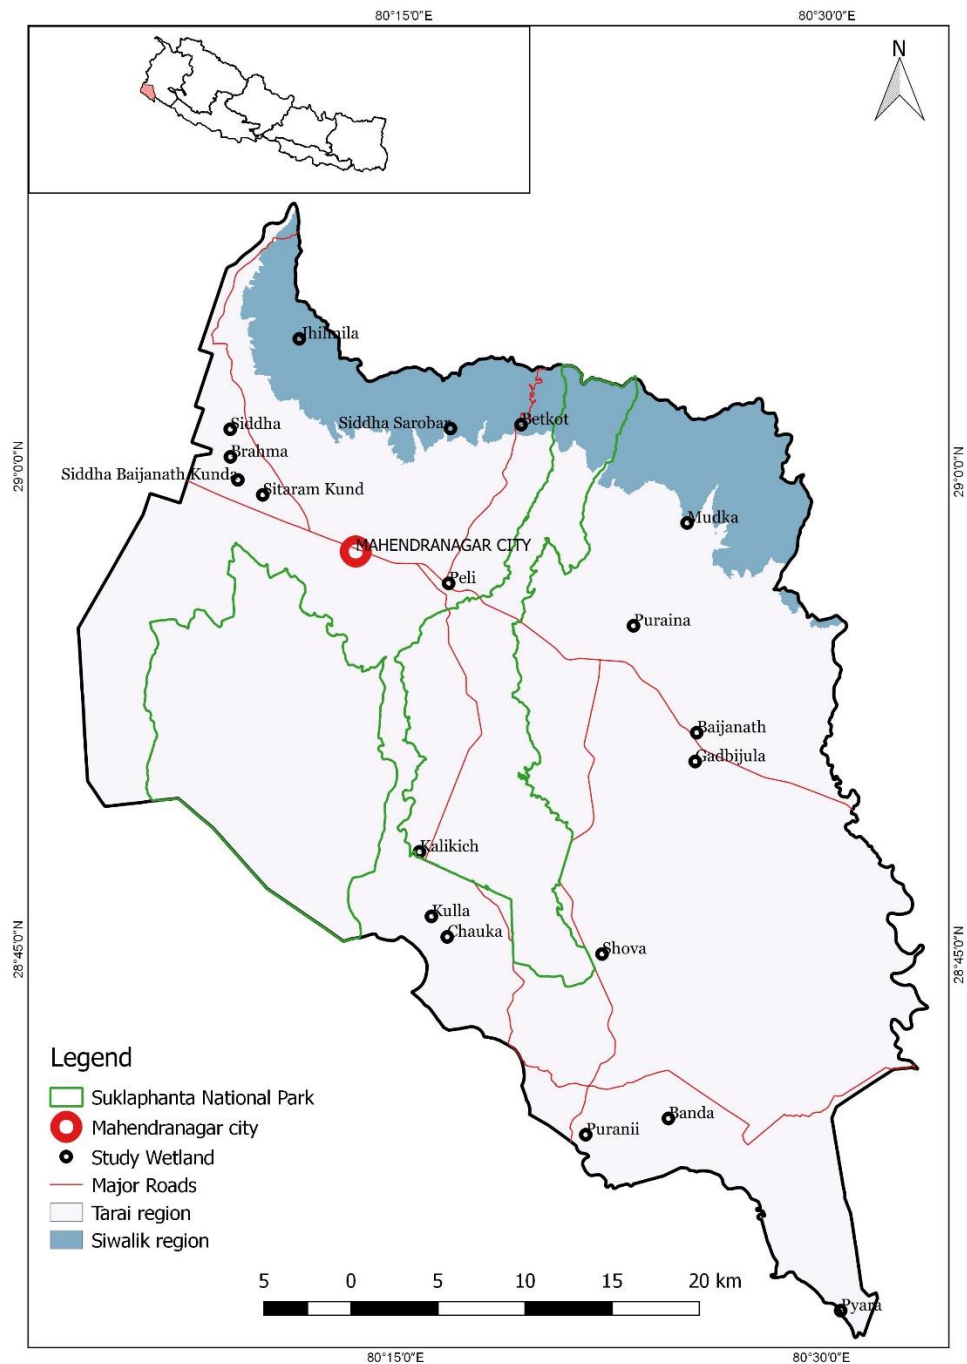 80°15'0"E
80°30'0"E
N
Jhilmila
Siddha
Siddha Sarobar
Betkot
Brahma
29°0'0"N
29°0'0"N
Siddha Baijanath Kunda
Sitaram Kund
Mudka
MAHENDRANAGAR CITY
Peli
Puraina
Baijanath
Gadbijula
Kalikich
Kulla
Chauka
Shova
28°45'0"N
28°45'0"N
Legend
Suklaphanta National Park
Mahendranagar city
Study Wetland
Major Roads
Tarai region
Siwalik region
Banda
Puranii
5 0 5 10 15 20 km
Pyara
80°15'0"E
80°30'0"E